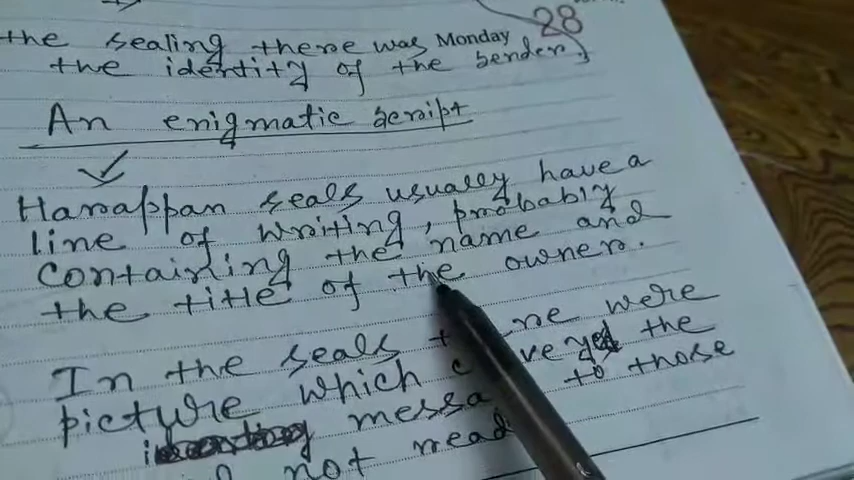 28
the sealing there was Monday
the identity of the sender)
An enigmatic script
Harappan seals usually have a
line of writing, probably
containing the name and
the title of the owner.
In the seals were
picture which conveyed the
message to those
not read